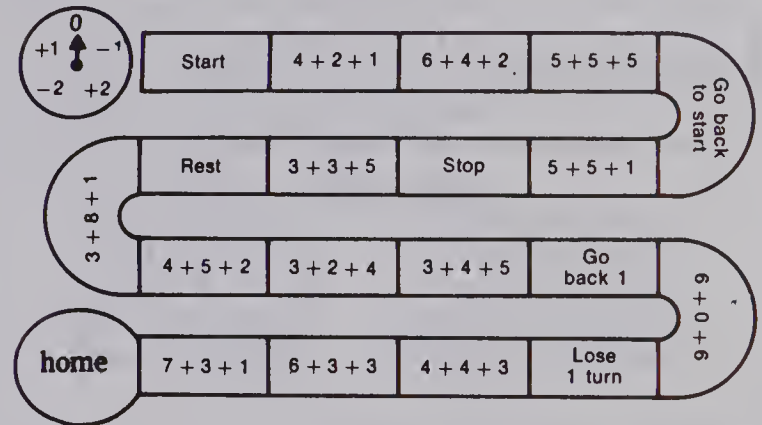 0
+1 -1
-2 +2
Start
4 + 2 + 1
6 + 4 + 2
5 + 5 + 5
Go back
to start
5 + 5 + 1
Stop
3 + 3 + 5
Rest
3 + 8 + 1
4 + 5 + 2
3 + 2 + 4
3 + 4 + 5
Go
back 1
6 + 0 + 6
Lose
1 turn
4 + 4 + 3
6 + 3 + 3
7 + 3 + 1
home